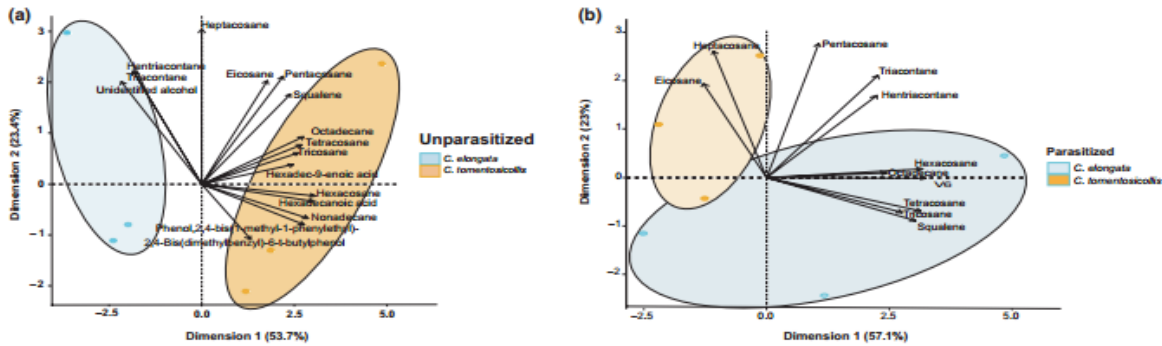 (a)
3
2
1
0
−1
−2
Dimension 2 (23.4%)
Heptacosane
Hentriacontane
Triacontane
Unidentified alcohol
Eicosane
Pentacosane
Squalene
Octadecane
Tetracosane
Tricosane
Hexadec-9-enoic acid
Hexacosane
Hexadecanoic acid
Nonadecane
Phenol,2,4-bis(1-methyl-1-phenylethyl)-
2,4-Bis(dimethylbenzyl)-6-t-butylphenol
−2.5
0.0
2.5
5.0
Dimension 1 (53.7%)
Unparasitized
C. elongata
C. tomentosicollis
(b)
3
2
1
0
−1
−2
Dimension 2 (23%)
Heptacosane
Pentacosane
Eicosane
Triacontane
Hentriacontane
Hexacosane
V6
Tetracosane
Tricosane
Squalene
−2.5
0.0
2.5
5.0
Dimension 1 (57.1%)
Parasitized
C. elongata
C. tomentosicollis